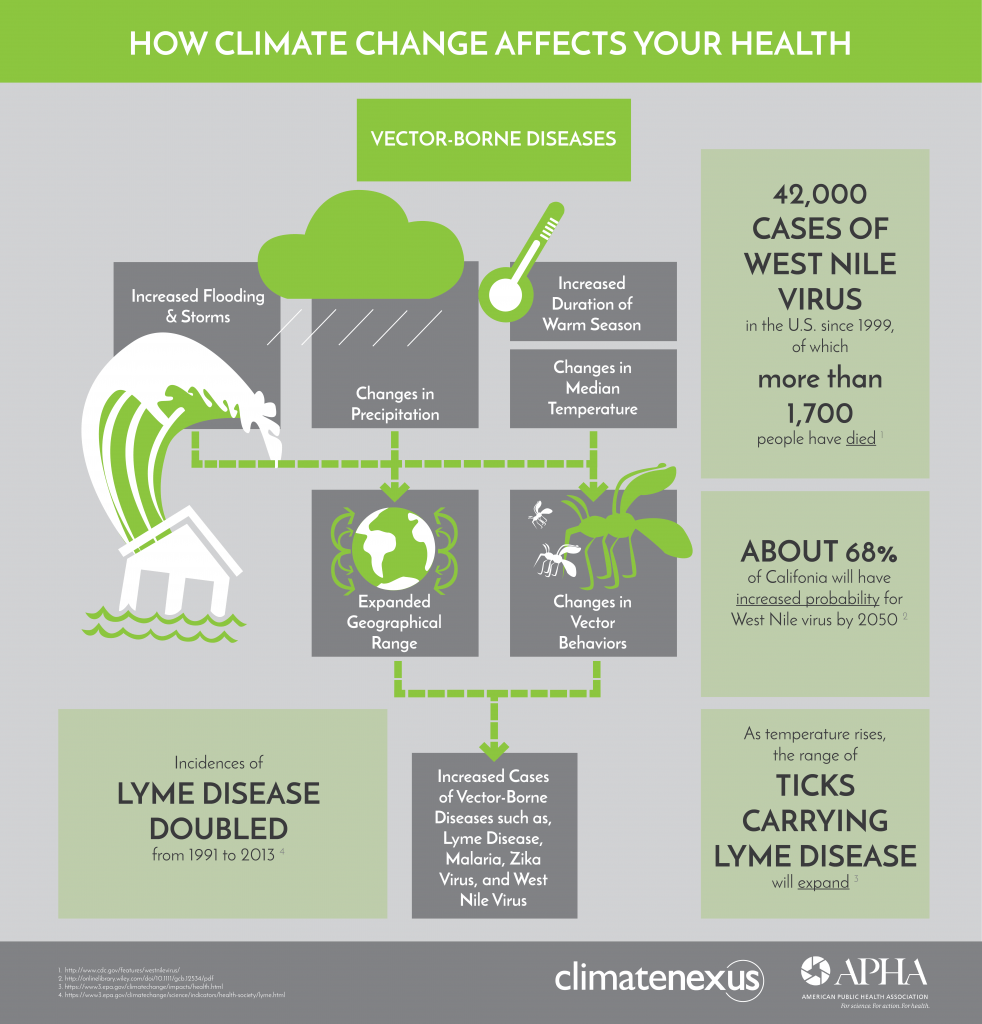 HOW CLIMATE CHANGE AFFECTS YOUR HEALTH
VECTOR-BORNE DISEASES
Increased Flooding
& Storms
Changes in
Precipitation
Increased
Duration of
Warm Season
Changes in
Median
Temperature
42,000
CASES OF
WEST NILE
VIRUS
in the U.S. since 1999,
of which
more than
1,700
people have died 1
Expanded
Geographical
Range
Changes in
Vector
Behaviors
ABOUT 68%
of Califonia will have
increased probability for
West Nile virus by 2050 2
Incidences of
LYME DISEASE
DOUBLED
from 1991 to 2013 4
Increased Cases
of Vector-Borne
Diseases such as,
Lyme Disease,
Malaria, Zika
Virus, and West
Nile Virus
As temperature rises,
the range of
TICKS
CARRYING
LYME DISEASE
will expand 3
1. http://www.cdc.gov/features/westnilevirus/
2. http://onlinelibrary.wiley.com/doi/10.1111/gcb.12534/pdf
3. https://www3.epa.gov/climatechange/impacts/health.html
4. https://www3.epa.gov/climatechange/science/indicators/health-society/lyme.html
climatenexus
APHA
AMERICAN PUBLIC HEALTH ASSOCIATION
For science. For action. For health.